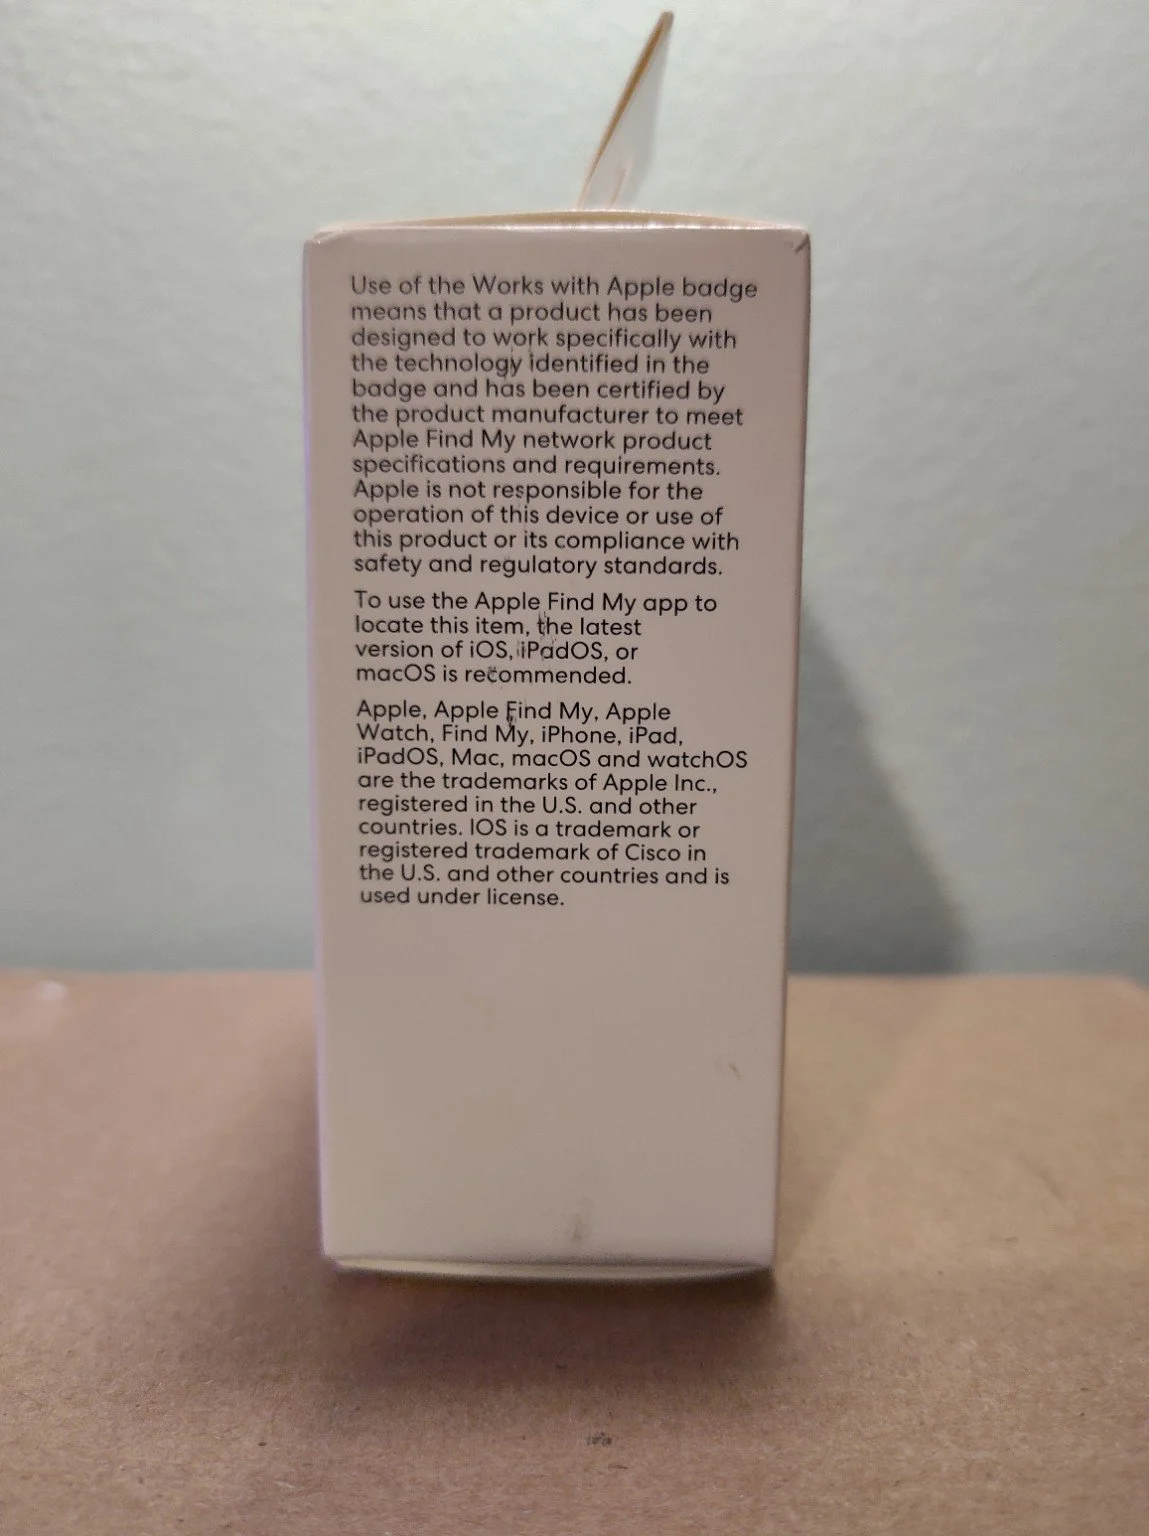 Use of the Works with Apple badge
means that a product has been
designed to work specifically with
the technology identified in the
badge and has been certified by
the product manufacturer to meet
Apple Find My network product
specifications and requirements.
Apple is not responsible for the
operation of this device or use of
this product or its compliance with
safety and regulatory standards.
To use the Apple Find My app to
locate this item, the latest
version of iOS, iPadOS, or
macOS is recommended.
Apple, Apple Find My, Apple
Watch, Find My, iPhone, iPad,
iPadOS, Mac, macOS and watchOS
are the trademarks of Apple Inc.,
registered in the U.S. and other
countries. IOS is a trademark or
registered trademark of Cisco in
the U.S. and other countries and is
used under license.